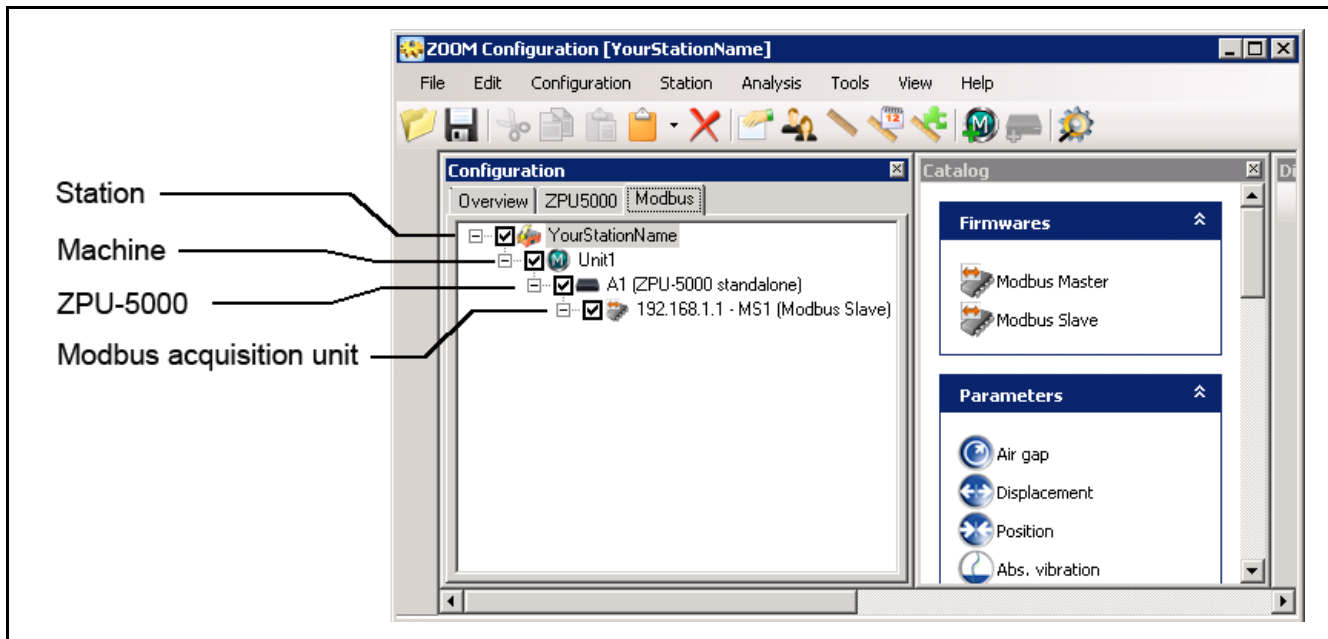 ZOOM Configuration [YourStationName]
File Edit Configuration Station Analysis Tools View Help
12
M
Configuration
Catalog
Di
Overview ZPU5000 Modbus
Station
YourStationName
Firmwares
Machine
M Unit1
ZPU-5000
A1 (ZPU-5000 standalone)
Modbus Master
Modbus acquisition unit
192.168.1.1 - MS1 (Modbus Slave)
Modbus Slave
Parameters
Air gap
Displacement
Position
Abs. vibration